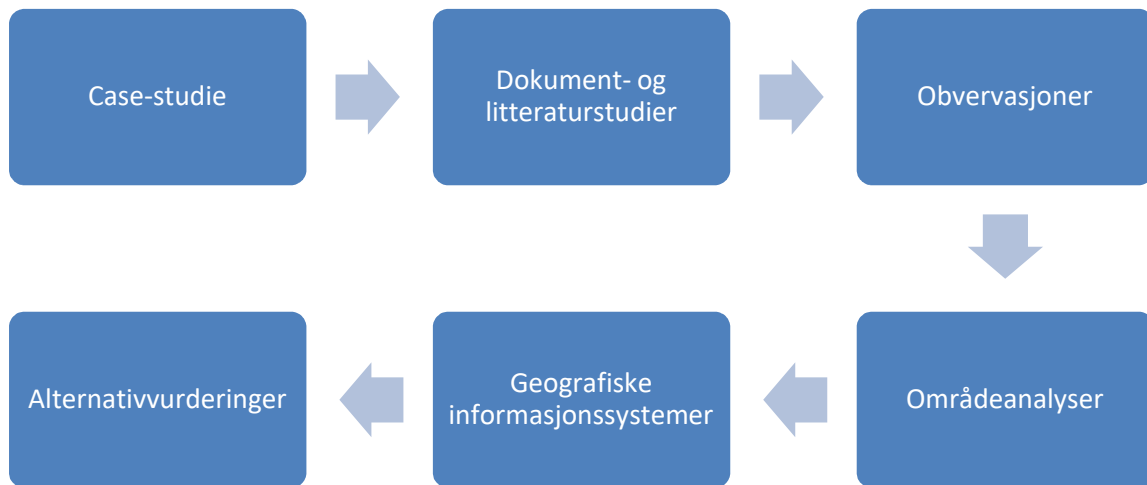 Case-studie
Dokument- og
litteraturstudier
Obvervasjoner
Områdeanalyser
Geografiske
informasjonssystemer
Alternativvurderinger